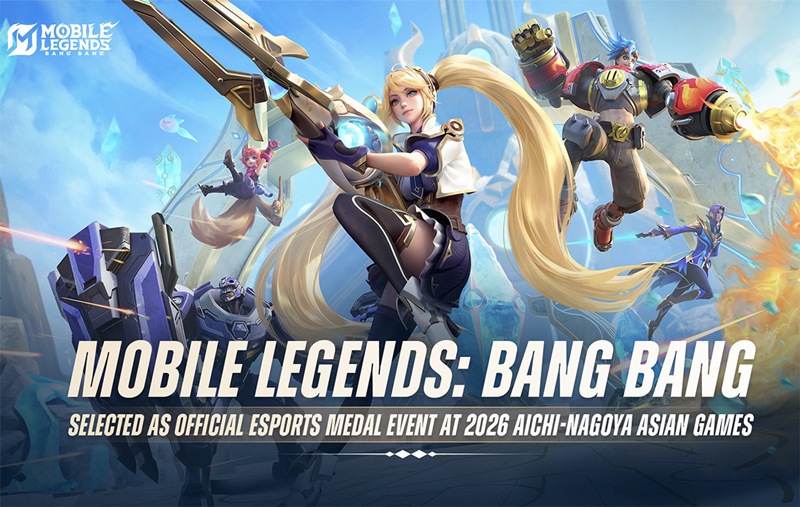 MOBILE
LEGENDS
BANG BANG
MOBILE LEGENDS: BANG BANG
SELECTED AS OFFICIAL ESPORTS MEDAL EVENT AT 2026 AICHI-NAGOYA ASIAN GAMES